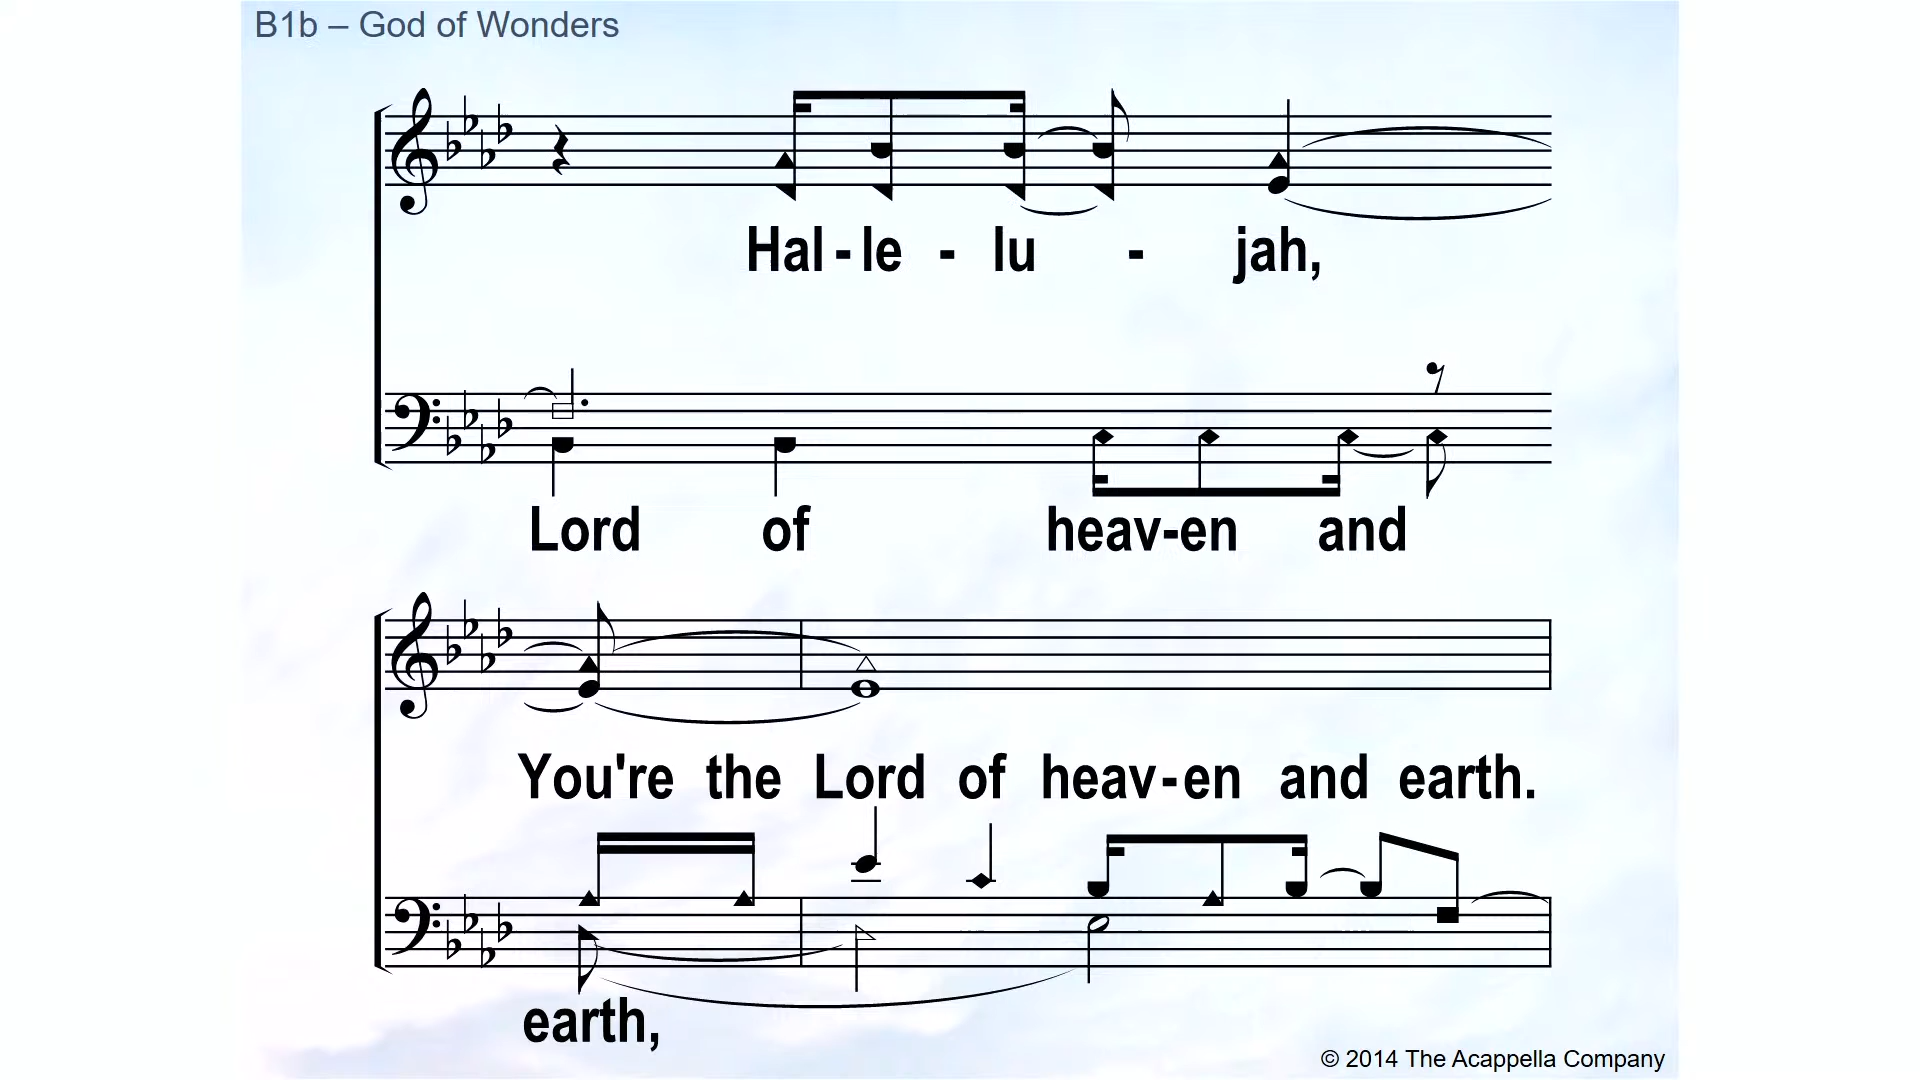 B1b – God of Wonders
Hal - le - lu - jah,
Lord of heav-en and
You're the Lord of heav-en and earth.
earth,
© 2014 The Acappella Company